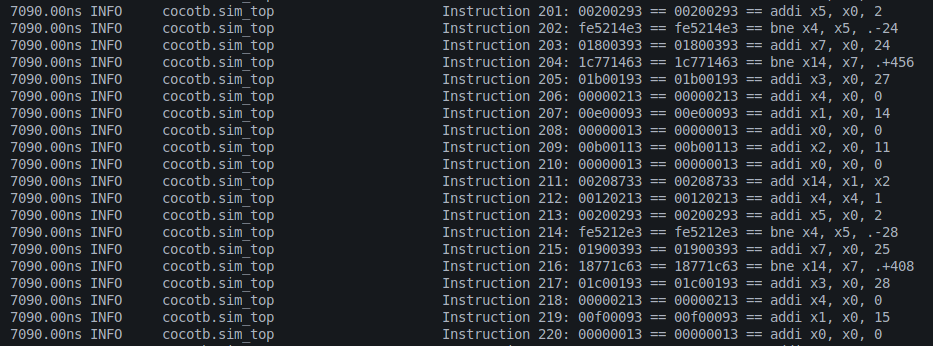 7090.00ns INFO     cocotb.sim_top                     Instruction 201: 00200293 == 00200293 == addi x5, x0, 2
7090.00ns INFO     cocotb.sim_top                     Instruction 202: fe5214e3 == fe5214e3 == bne x4, x5, .-24
7090.00ns INFO     cocotb.sim_top                     Instruction 203: 01800393 == 01800393 == addi x7, x0, 24
7090.00ns INFO     cocotb.sim_top                     Instruction 204: 1c771463 == 1c771463 == bne x14, x7, .+456
7090.00ns INFO     cocotb.sim_top                     Instruction 205: 01b00193 == 01b00193 == addi x3, x0, 27
7090.00ns INFO     cocotb.sim_top                     Instruction 206: 00000213 == 00000213 == addi x4, x0, 0
7090.00ns INFO     cocotb.sim_top                     Instruction 207: 00e00093 == 00e00093 == addi x1, x0, 14
7090.00ns INFO     cocotb.sim_top                     Instruction 208: 00000013 == 00000013 == addi x0, x0, 0
7090.00ns INFO     cocotb.sim_top                     Instruction 209: 00b00113 == 00b00113 == addi x2, x0, 11
7090.00ns INFO     cocotb.sim_top                     Instruction 210: 00000013 == 00000013 == addi x0, x0, 0
7090.00ns INFO     cocotb.sim_top                     Instruction 211: 00208733 == 00208733 == add x14, x1, x2
7090.00ns INFO     cocotb.sim_top                     Instruction 212: 00120213 == 00120213 == addi x4, x4, 1
7090.00ns INFO     cocotb.sim_top                     Instruction 213: 00200293 == 00200293 == addi x5, x0, 2
7090.00ns INFO     cocotb.sim_top                     Instruction 214: fe5212e3 == fe5212e3 == bne x4, x5, .-28
7090.00ns INFO     cocotb.sim_top                     Instruction 215: 01900393 == 01900393 == addi x7, x0, 25
7090.00ns INFO     cocotb.sim_top                     Instruction 216: 18771c63 == 18771c63 == bne x14, x7, .+408
7090.00ns INFO     cocotb.sim_top                     Instruction 217: 01c00193 == 01c00193 == addi x3, x0, 28
7090.00ns INFO     cocotb.sim_top                     Instruction 218: 00000213 == 00000213 == addi x4, x0, 0
7090.00ns INFO     cocotb.sim_top                     Instruction 219: 00f00093 == 00f00093 == addi x1, x0, 15
7090.00ns INFO     cocotb.sim_top                     Instruction 220: 00000013 == 00000013 == addi x0, x0, 0